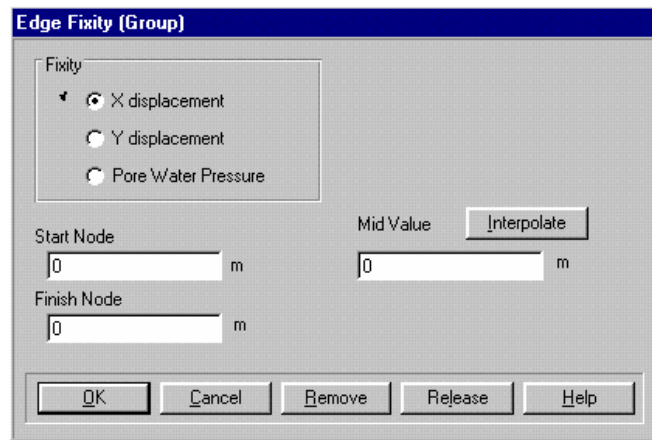 Edge Fixity (Group)
Fixity
X displacement
Y displacement
Pore Water Pressure
Mid Value Interpolate
Start Node
0 m 0 m
Finish Node
0 m
OK Cancel Remove Release Help